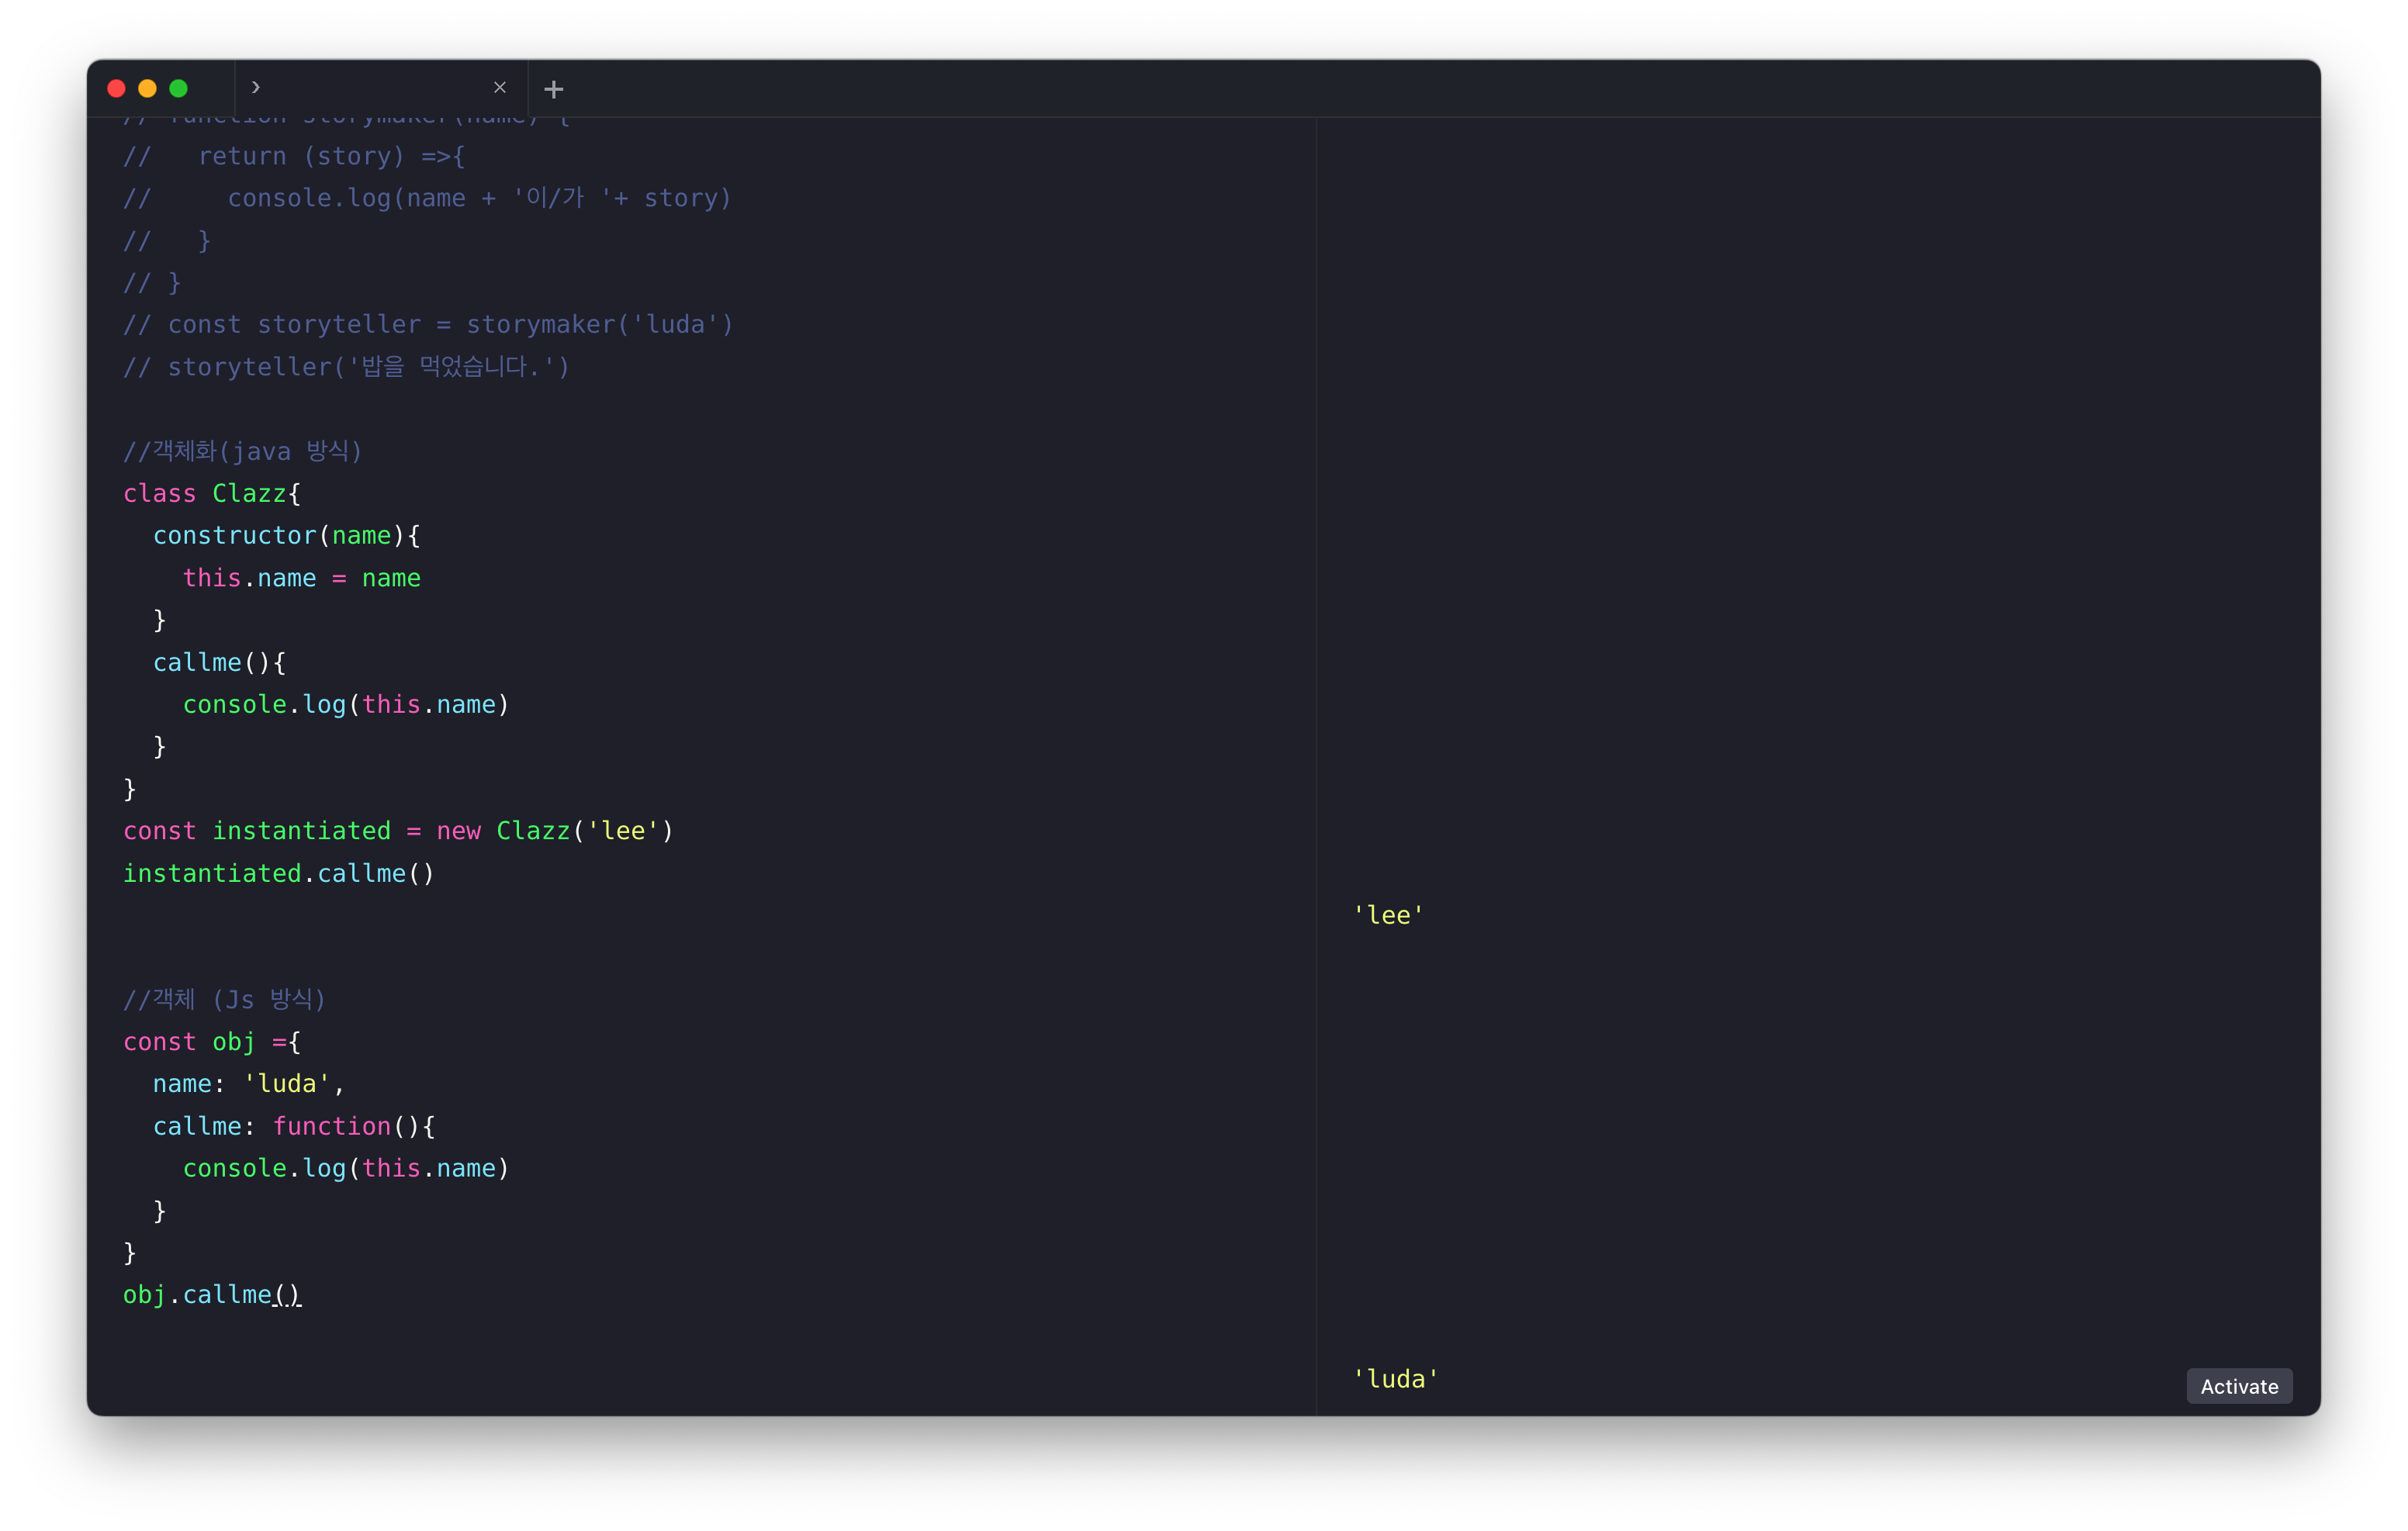 // function storymaker(name) {
//   return (story) =>{
//     console.log(name + '이/가 '+ story)
//   }
// }
// const storyteller = storymaker('luda')
// storyteller('밥을 먹었습니다.')
//객체화(java 방식)
class Clazz{
  constructor(name){
    this.name = name
  }
  callme(){
    console.log(this.name)
  }
}
const instantiated = new Clazz('lee')
instantiated.callme()
'lee'
//객체 (Js 방식)
const obj ={
  name: 'luda',
  callme: function(){
    console.log(this.name)
  }
}
obj.callme()
'luda'
Activate